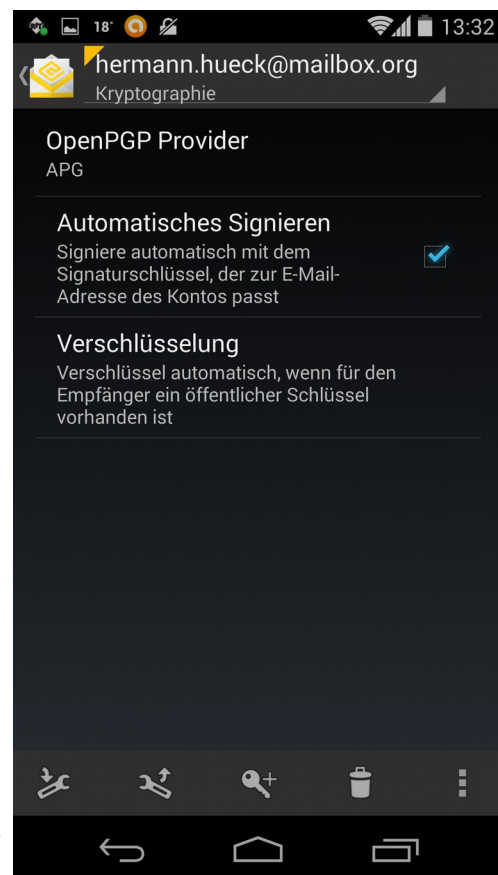 18°
13:32
hermann.hueck@mailbox.org
Kryptographie
OpenPGP Provider
APG
Automatisches Signieren
Signiere automatisch mit dem
Signaturschlüssel, der zur E-Mail-
Adresse des Kontos passt
Verschlüsselung
Verschlüssel automatisch, wenn für den
Empfänger ein öffentlicher Schlüssel
vorhanden ist